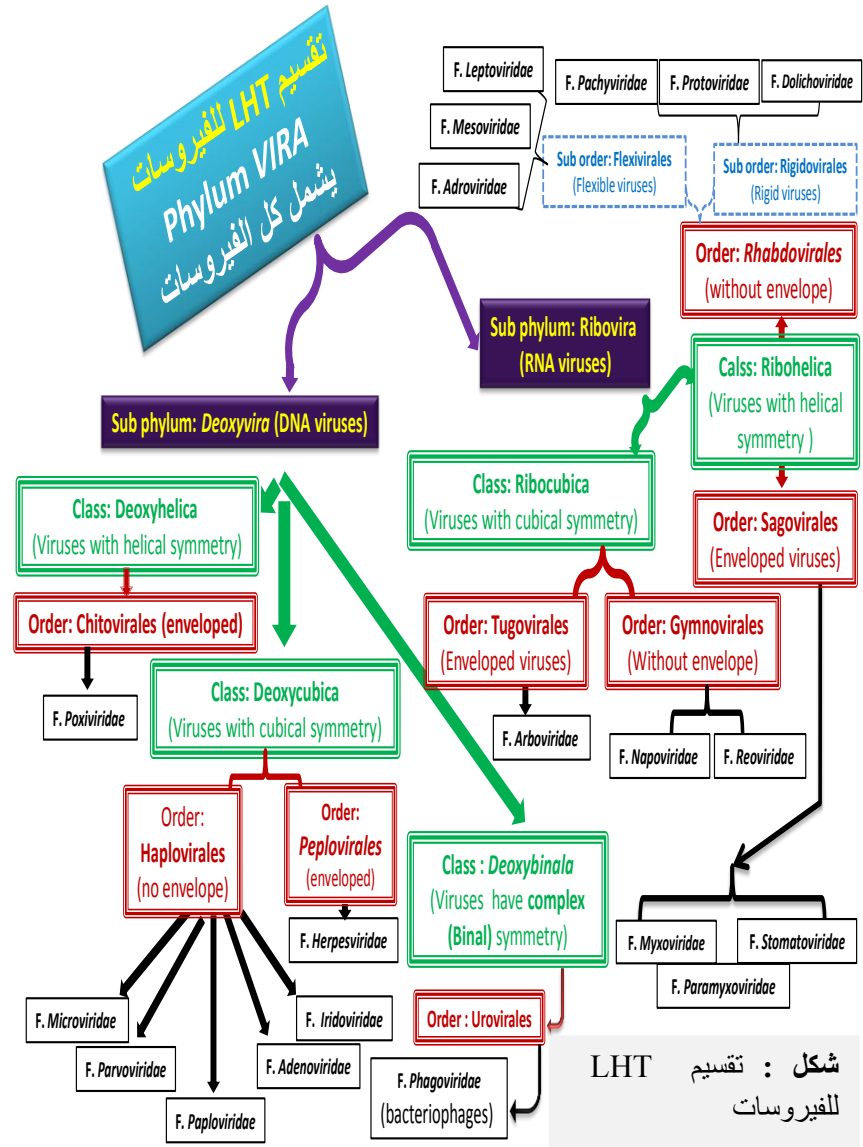 تقسيم LHT للفيروسات
Phylum VIRA
يشمل كل الفيروسات
F. Leptoviridae
F. Mesoviridae
F. Adroviridae
F. Pachyviridae
F. Protoviridae
F. Dolichoviridae
Sub order: Flexivirales
(Flexible viruses)
Sub order: Rigidovirales
(Rigid viruses)
Order: Rhabdovirales
(without envelope)
Sub phylum: Ribovira
(RNA viruses)
Calss: Ribohelica
(Viruses with helical
symmetry )
Sub phylum: Deoxyvira (DNA viruses)
Class: Ribocubica
(Viruses with cubical symmetry)
Class: Deoxyhelica
(Viruses with helical symmetry)
Order: Sagovirales
(Enveloped viruses)
Order: Chitovirales (enveloped)
Order: Tugovirales
(Enveloped viruses)
Order: Gymnovirales
(Without envelope)
F. Poxiviridae
Class: Deoxycubica
(Viruses with cubical symmetry)
F. Arboviridae
F. Napoviridae
F. Reoviridae
Order:
Haplovirales
(no envelope)
Order:
Peplovirales
(enveloped)
Class : Deoxybinala
(Viruses have complex
(Binal) symmetry)
F. Herpesviridae
F. Myxoviridae
F. Stomatoviridae
F. Paramyxoviridae
F. Microviridae
F. Iridoviridae
F. Parvoviridae
F. Adenoviridae
F. Paploviridae
Order : Urovirales
F. Phagoviridae
(bacteriophages)
شكل : تقسيم LHT
للفيروسات